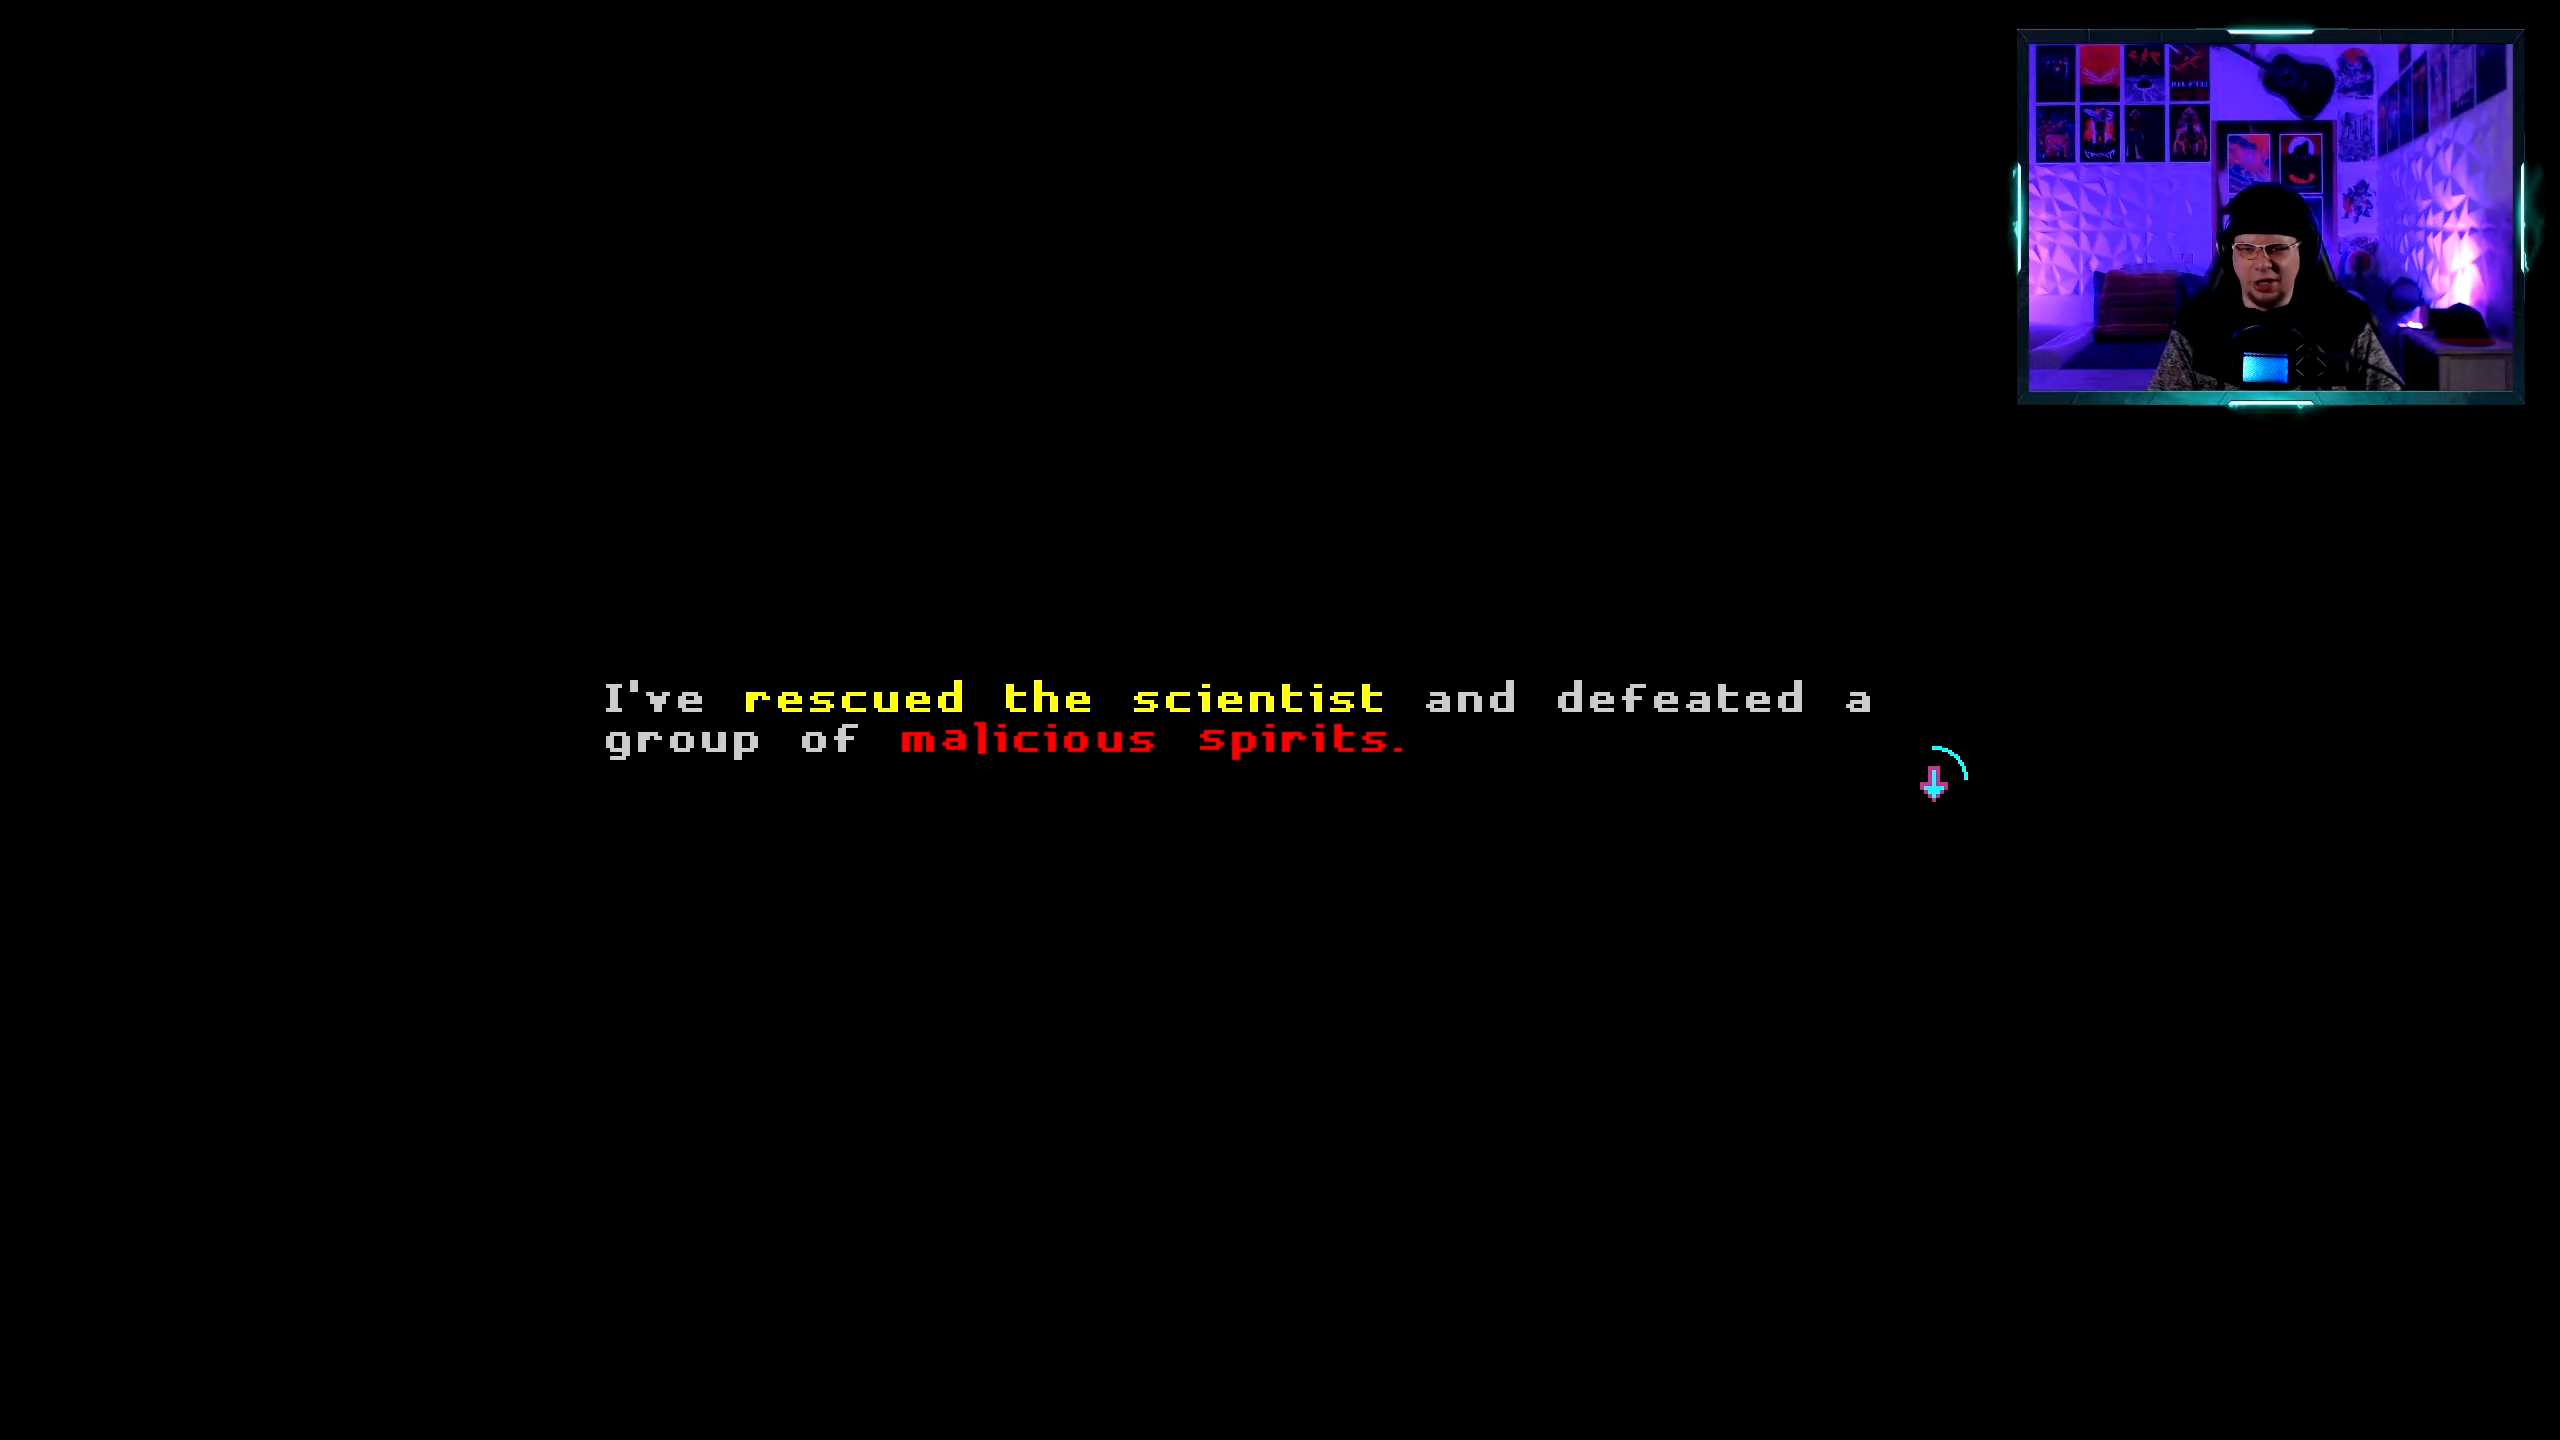 I've rescued the scientist and defeated a
group of malicious spirits.